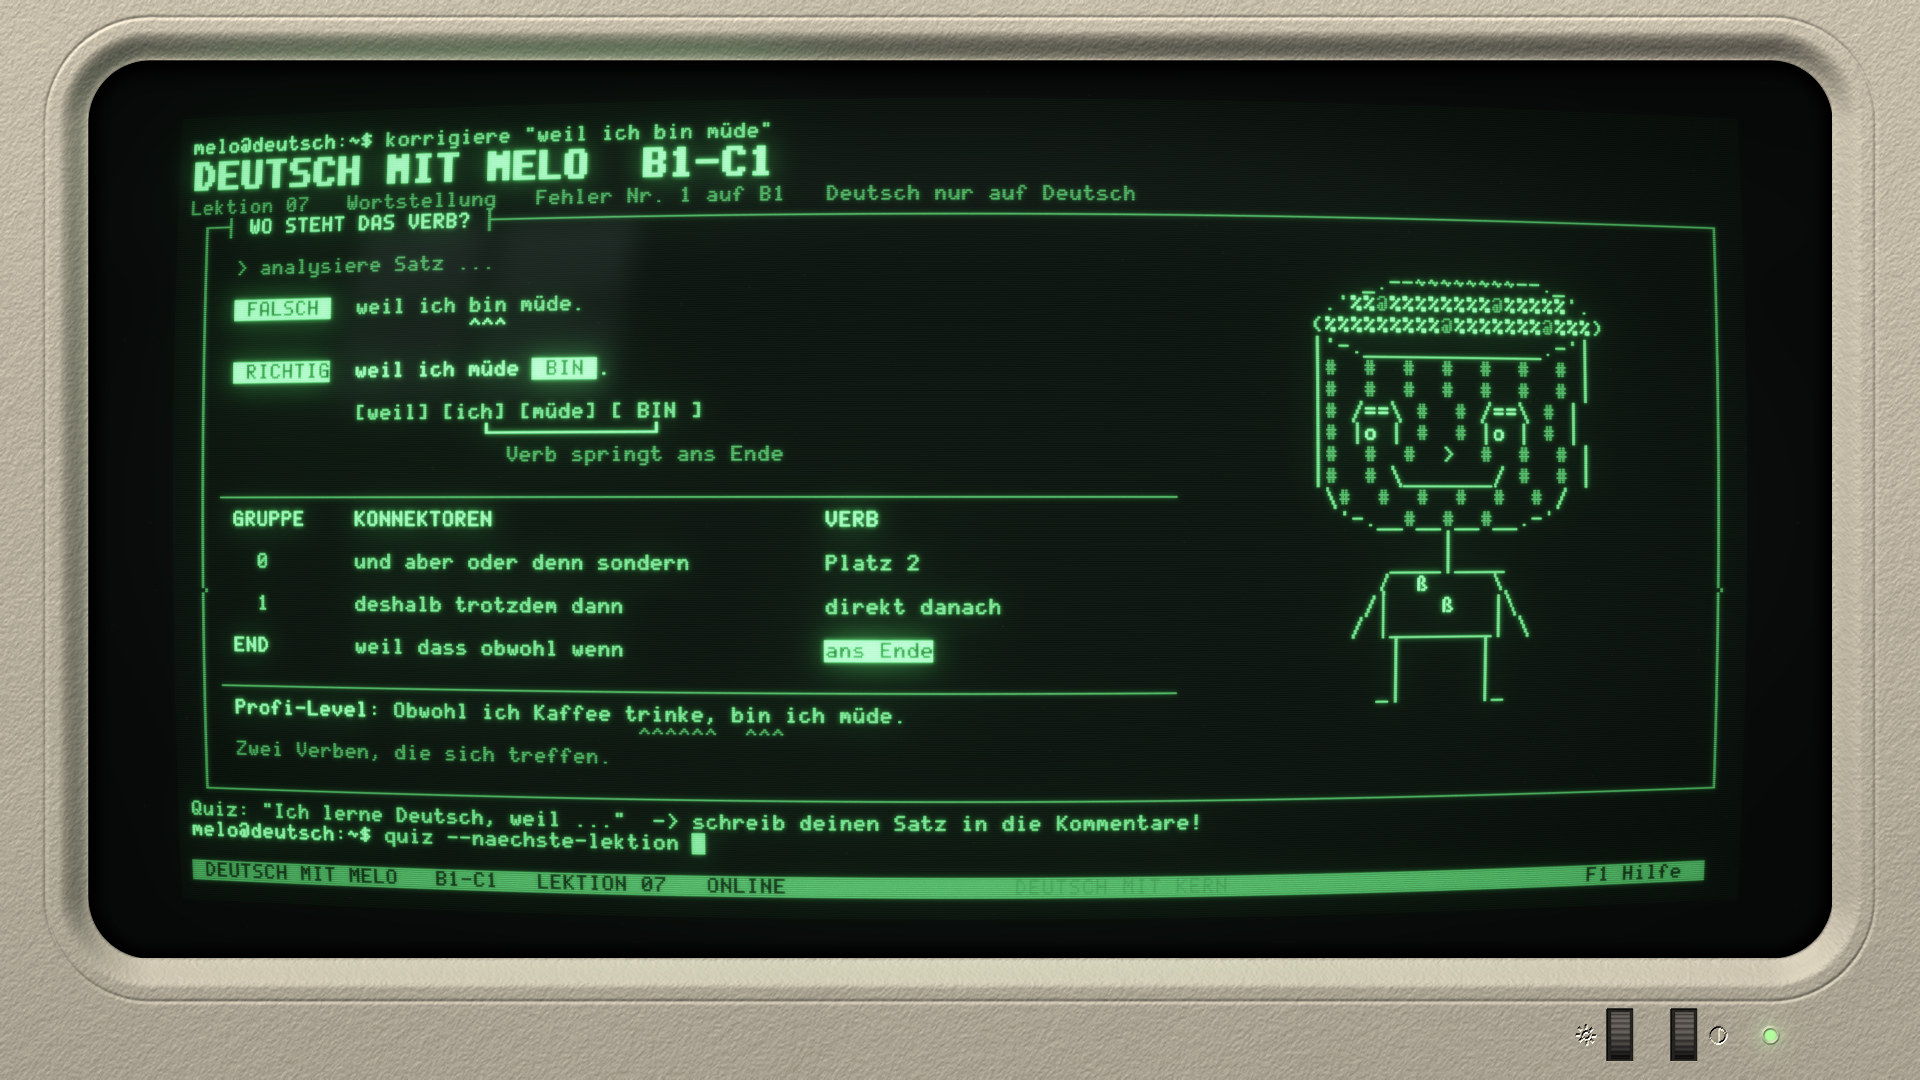 melo@deutsch:~$ korrigiere "weil ich bin müde"
DEUTSCH MIT MELO B1-C1
Lektion 07 Wortstellung Fehler Nr. 1 auf B1 Deutsch nur auf Deutsch
WO STEHT DAS VERB?
> analysiere Satz ...
FALSCH weil ich bin müde.
^^^
RICHTIG weil ich müde BIN .
[weil] [ich] [müde] [ BIN ]
Verb springt ans Ende
GRUPPE KONNEKTOREN VERB
0 und aber oder denn sondern Platz 2
1 deshalb trotzdem dann direkt danach
END weil dass obwohl wenn ans Ende
Profi-Level: Obwohl ich Kaffee trinke, bin ich müde.
^^^^^^ ^^^
Zwei Verben, die sich treffen.
ß
ß
Quiz: "Ich lerne Deutsch, weil ..." -> schreib deinen Satz in die Kommentare!
melo@deutsch:~$ quiz --naechste-lektion
DEUTSCH MIT MELO B1-C1 LEKTION 07 ONLINE DEUTSCH MIT KERN F1 Hilfe